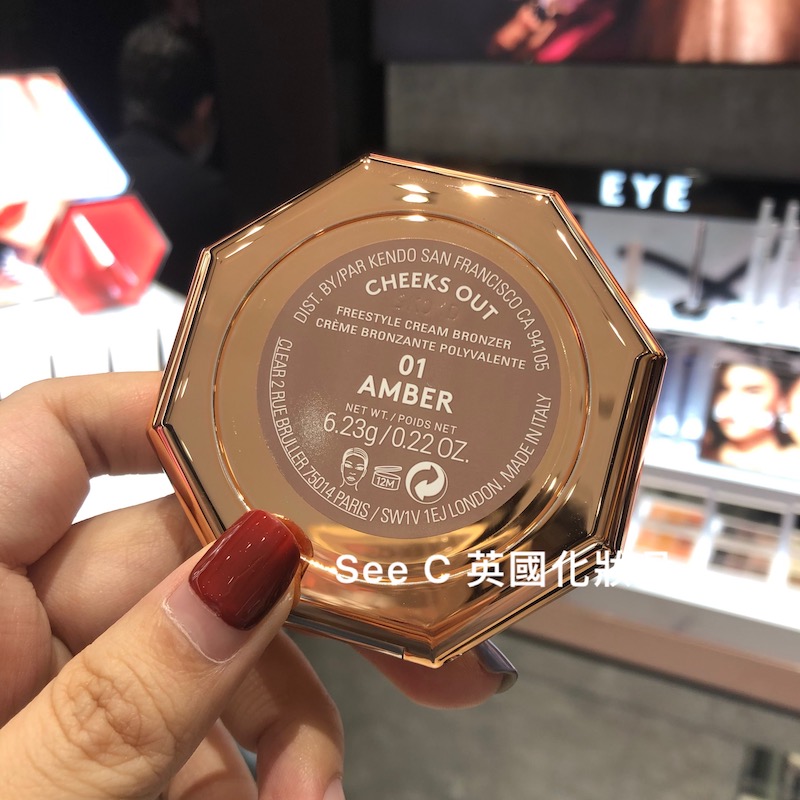 EYE
DIST. BY/PAR KENDO SAN FRANCISCO CA 94105
CHEEKS OUT
FREESTYLE CREAM BRONZER
CRÈME BRONZANTE POLYVALENTE
01
AMBER
NET WT. / POIDS NET
6.23g/0.22 OZ.
12M
CLEAR 2 RUE BRULLER 75014 PARIS / SW1V 1EJ LONDON. MADE IN ITALY
See C 英國化妝